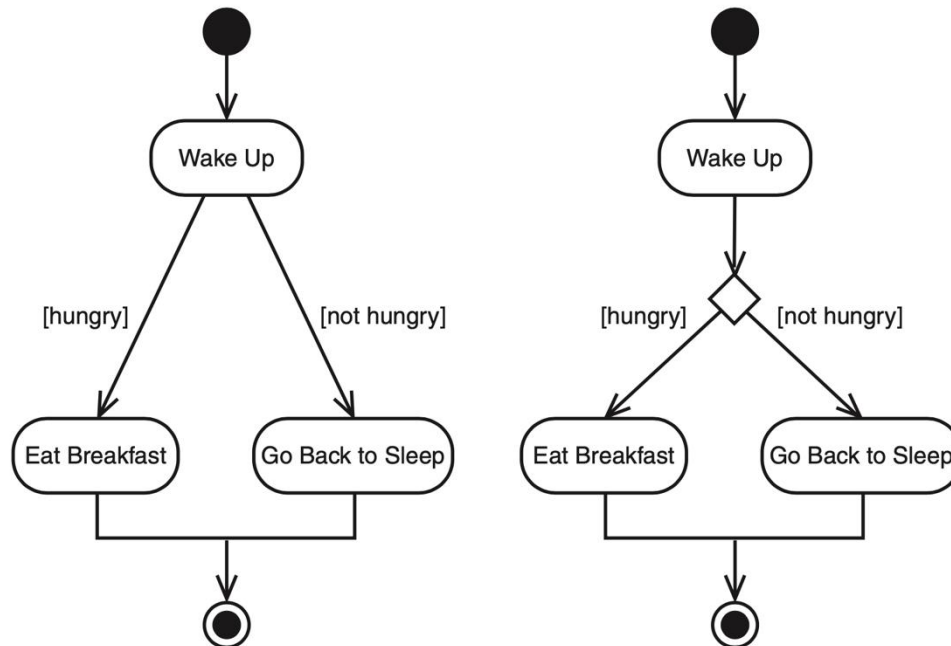 Wake Up
[hungry]
[not hungry]
Eat Breakfast
Go Back to Sleep
Wake Up
[hungry]
[not hungry]
Eat Breakfast
Go Back to Sleep